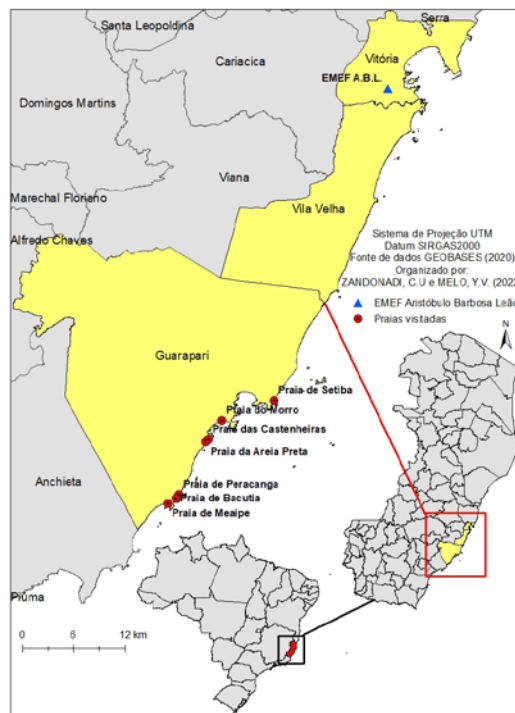 Serra
Santa Leopoldina
Vitória
Cariacica
EMEF A.B.L.
Domingos Martins
Viana
Marechal Floriano
Vila Velha
Alfredo Chaves
Sistema de Projeção UTM
Datum SIRGAS2000
Fonte de dados GEOBASES (2020)
Organizado por:
ZANDONADI, C.U e MELO, Y.V. (2022
EMEF Aristóbulo Barbosa Leão
Praias visitadas
N
Guarapari
Praia de Setiba
Praia do Morro
Praia das Castenheiras
Praia da Areia Preta
Anchieta
Praia de Peracanga
Praia de Bacutia
Praia de Meaipe
Piúma
0 6 12 km